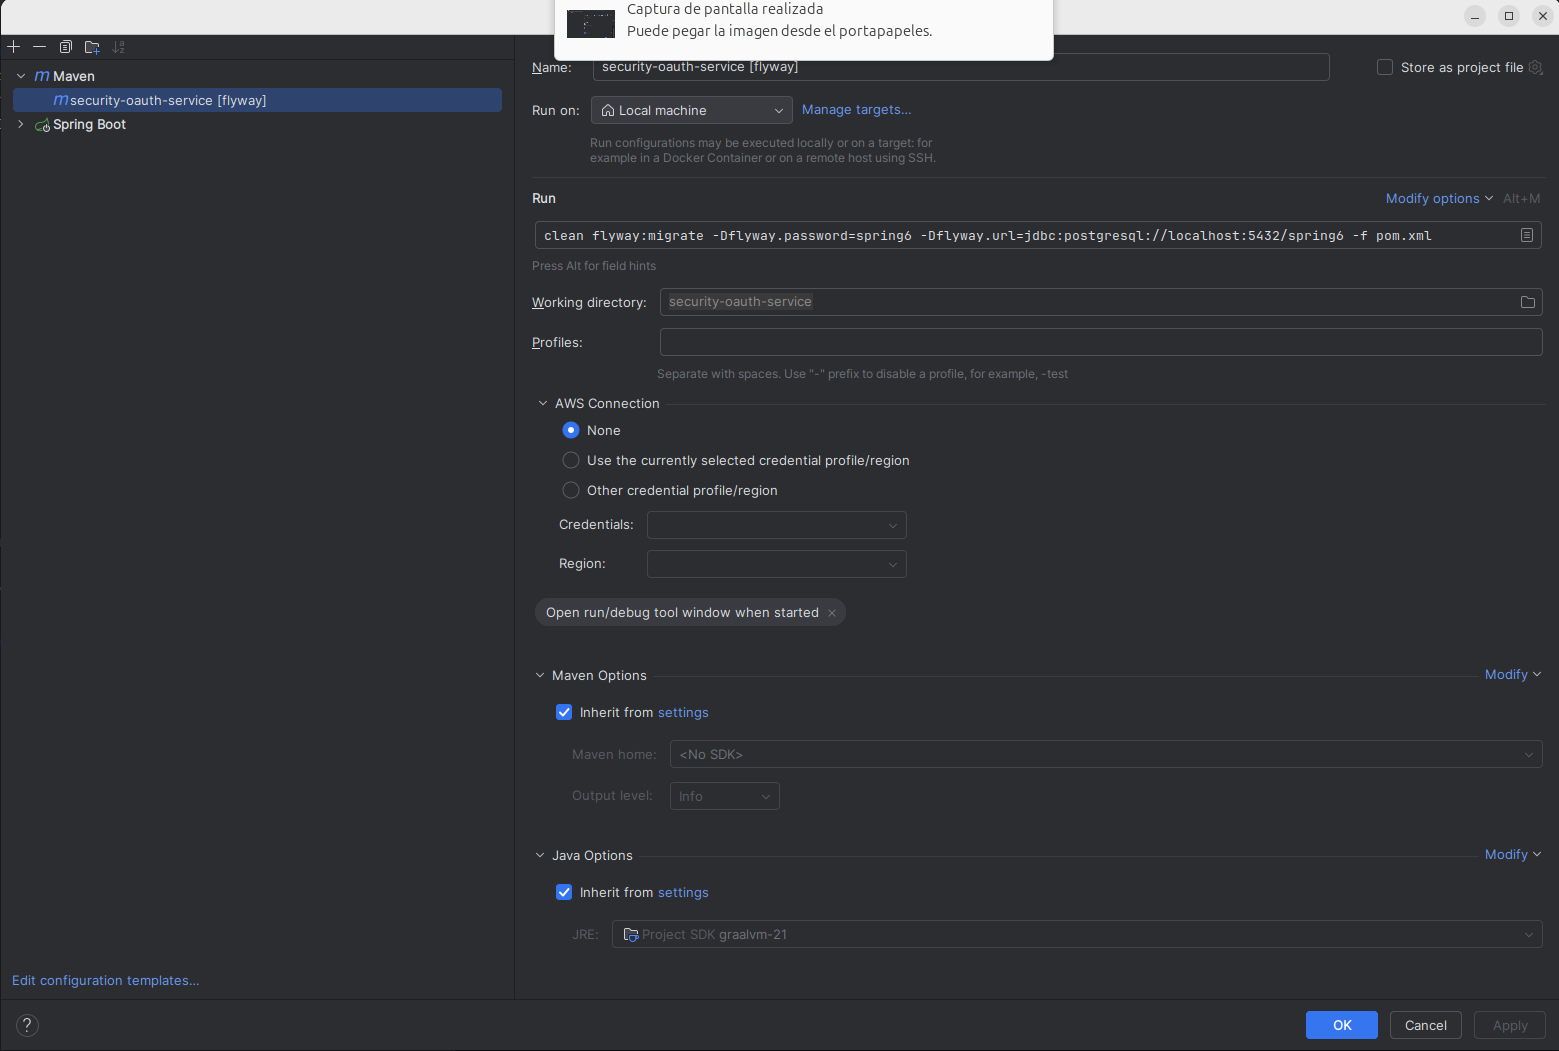 Captura de pantalla realizada
Puede pegar la imagen desde el portapapeles.
Maven
security-oauth-service [flyway]
Spring Boot
Edit configuration templates...
Name: security-oauth-service [flyway]
Store as project file
Run on: Local machine Manage targets...
Run configurations may be executed locally or on a target: for
example in a Docker Container or on a remote host using SSH.
Run Modify options Alt+M
clean flyway:migrate -Dflyway.password=spring6 -Dflyway.url=jdbc:postgresql://localhost:5432/spring6 -f pom.xml
Press Alt for field hints
Working directory: security-oauth-service
Profiles:
Separate with spaces. Use "-" prefix to disable a profile, for example, -test
AWS Connection
None
Use the currently selected credential profile/region
Other credential profile/region
Credentials:
Region:
Open run/debug tool window when started
Maven Options Modify
Inherit from settings
Maven home: <No SDK>
Output level: Info
Java Options Modify
Inherit from settings
JRE: Project SDK graalvm-21
? OK Cancel Apply